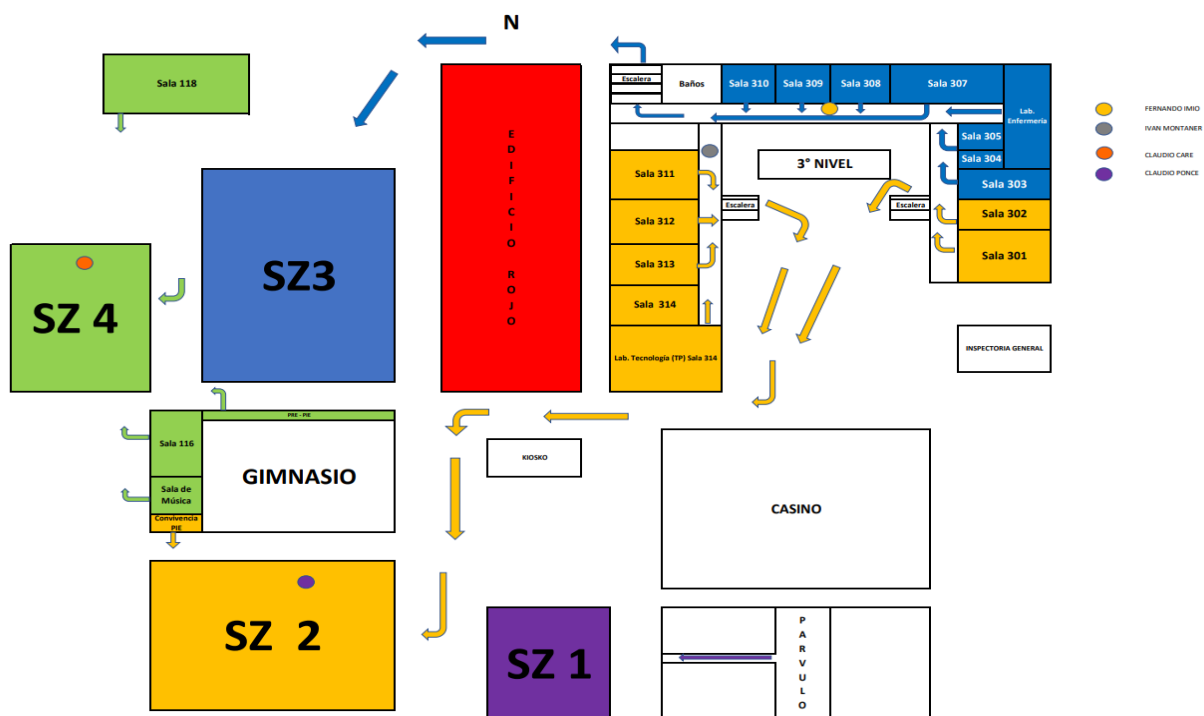 N
Sala 118
EDIFICIO ROJO
Escalera
Baños
Sala 310
Sala 309
Sala 308
Sala 307
Lab. Enfermería
FERNANDO IMIO
IVAN MONTANER
CLAUDIO CARE
CLAUDIO PONCE
Sala 305
Sala 304
Sala 303
Sala 302
Sala 301
3° NIVEL
Escalera
Escalera
Sala 311
Sala 312
Sala 313
Sala 314
Lab. Tecnología (TP) Sala 314
INSPECTORIA GENERAL
SZ3
SZ 4
PRE - PIE
Sala 116
Sala de
Música
Convivencia
PIE
GIMNASIO
KIOSKO
CASINO
SZ 2
SZ 1
PARVULO